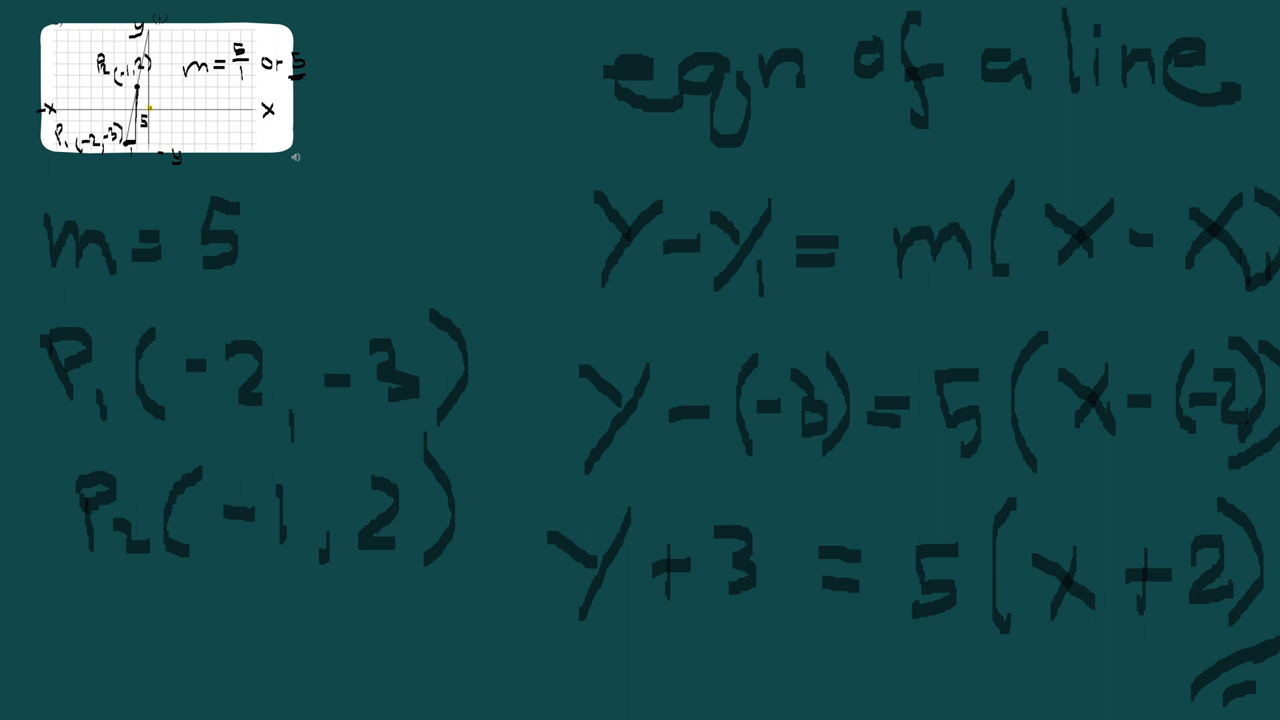 y
P₂ (-1, 2) m = 5/1 or 5
-x x
5
P₁ (-2, -3)
1 -y
eqn of a line
m = 5
y - y₁ = m(x - x₁)
P₁ (-2, -3)
y - (-3) = 5(x - (-2))
P₂ (-1, 2)
y + 3 = 5(x + 2)